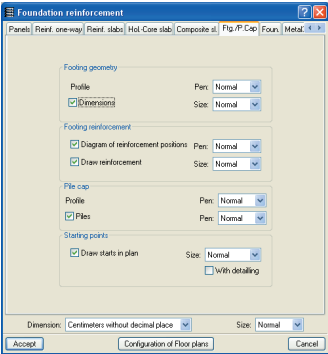 Foundation reinforcement
Panels Reinf. one-way Reinf. slabs Hol-Core slab Composite sl. Ftg./P.Cap Foun. Metal
Footing geometry
Profile Pen: Normal
Dimensions Size: Normal
Footing reinforcement
Diagram of reinforcement positions Pen: Normal
Draw reinforcement Size: Normal
Pile cap
Profile Pen: Normal
Piles Pen: Normal
Starting points
Draw starts in plan Size: Normal
With detailling
Dimension: Centimeters without decimal place Size: Normal
Accept Configuration of Floor plans Cancel